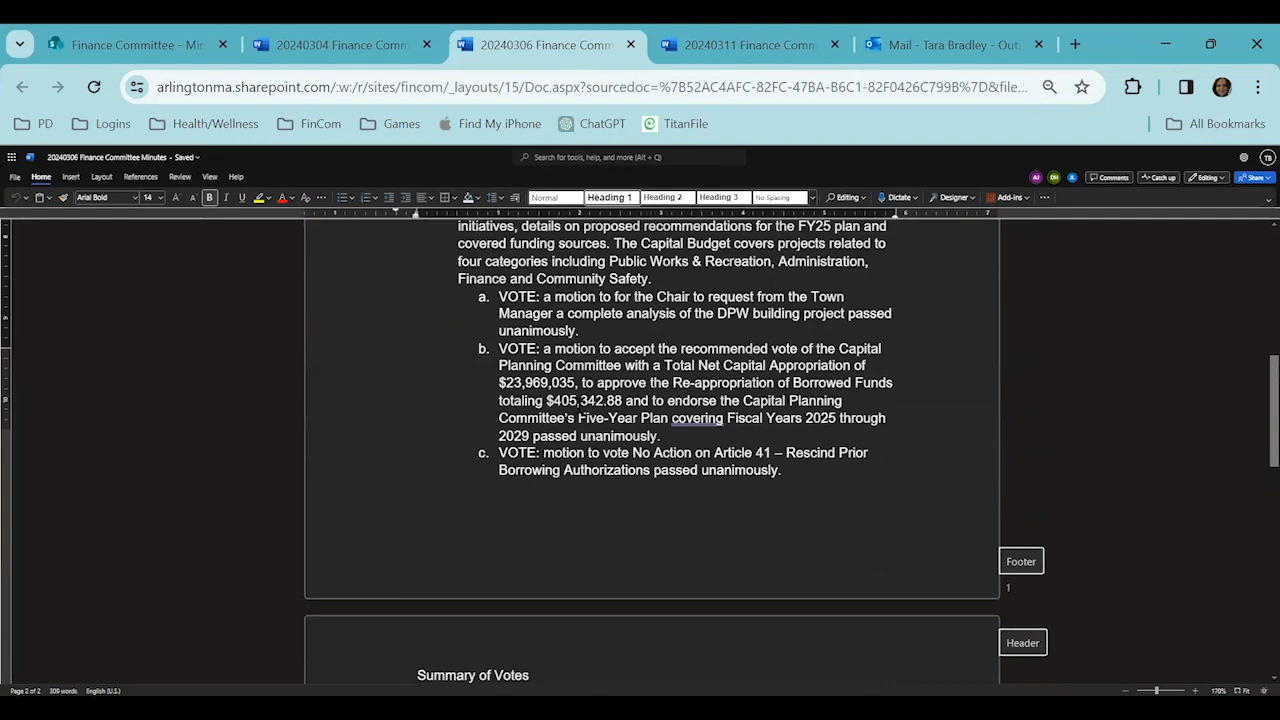 Finance Committee - Min
20240304 Finance Comm
20240306 Finance Comm
20240311 Finance Comm
Mail - Tara Bradley - Out
arlingtonma.sharepoint.com/:w:/r/sites/fincom/_layouts/15/Doc.aspx?sourcedoc=%7B52AC4AFC-82FC-47BA-B6C1-82F0426C799B%7D&file...
PD
Logins
Health/Wellness
FinCom
Games
Find My iPhone
ChatGPT
TitanFile
All Bookmarks
20240306 Finance Committee Minutes - Saved
Search for tools, help, and more (Alt + Q)
TB
File
Home
Insert
Layout
References
Review
View
Help
AJ
DH
Comments
Catch up
Editing
Share
Arial Bold
14
Normal
Heading 1
Heading 2
Heading 3
No Spacing
Editing
Dictate
Designer
Add-ins
initiatives, details on proposed recommendations for the FY25 plan and
covered funding sources. The Capital Budget covers projects related to
four categories including Public Works & Recreation, Administration,
Finance and Community Safety.
a. VOTE: a motion to for the Chair to request from the Town
Manager a complete analysis of the DPW building project passed
unanimously.
b. VOTE: a motion to accept the recommended vote of the Capital
Planning Committee with a Total Net Capital Appropriation of
$23,969,035, to approve the Re-appropriation of Borrowed Funds
totaling $405,342.88 and to endorse the Capital Planning
Committee's Five-Year Plan covering Fiscal Years 2025 through
2029 passed unanimously.
c. VOTE: motion to vote No Action on Article 41 – Rescind Prior
Borrowing Authorizations passed unanimously.
Footer
1
Header
Summary of Votes
Page 2 of 2
309 words
English (U.S.)
170%
Fit